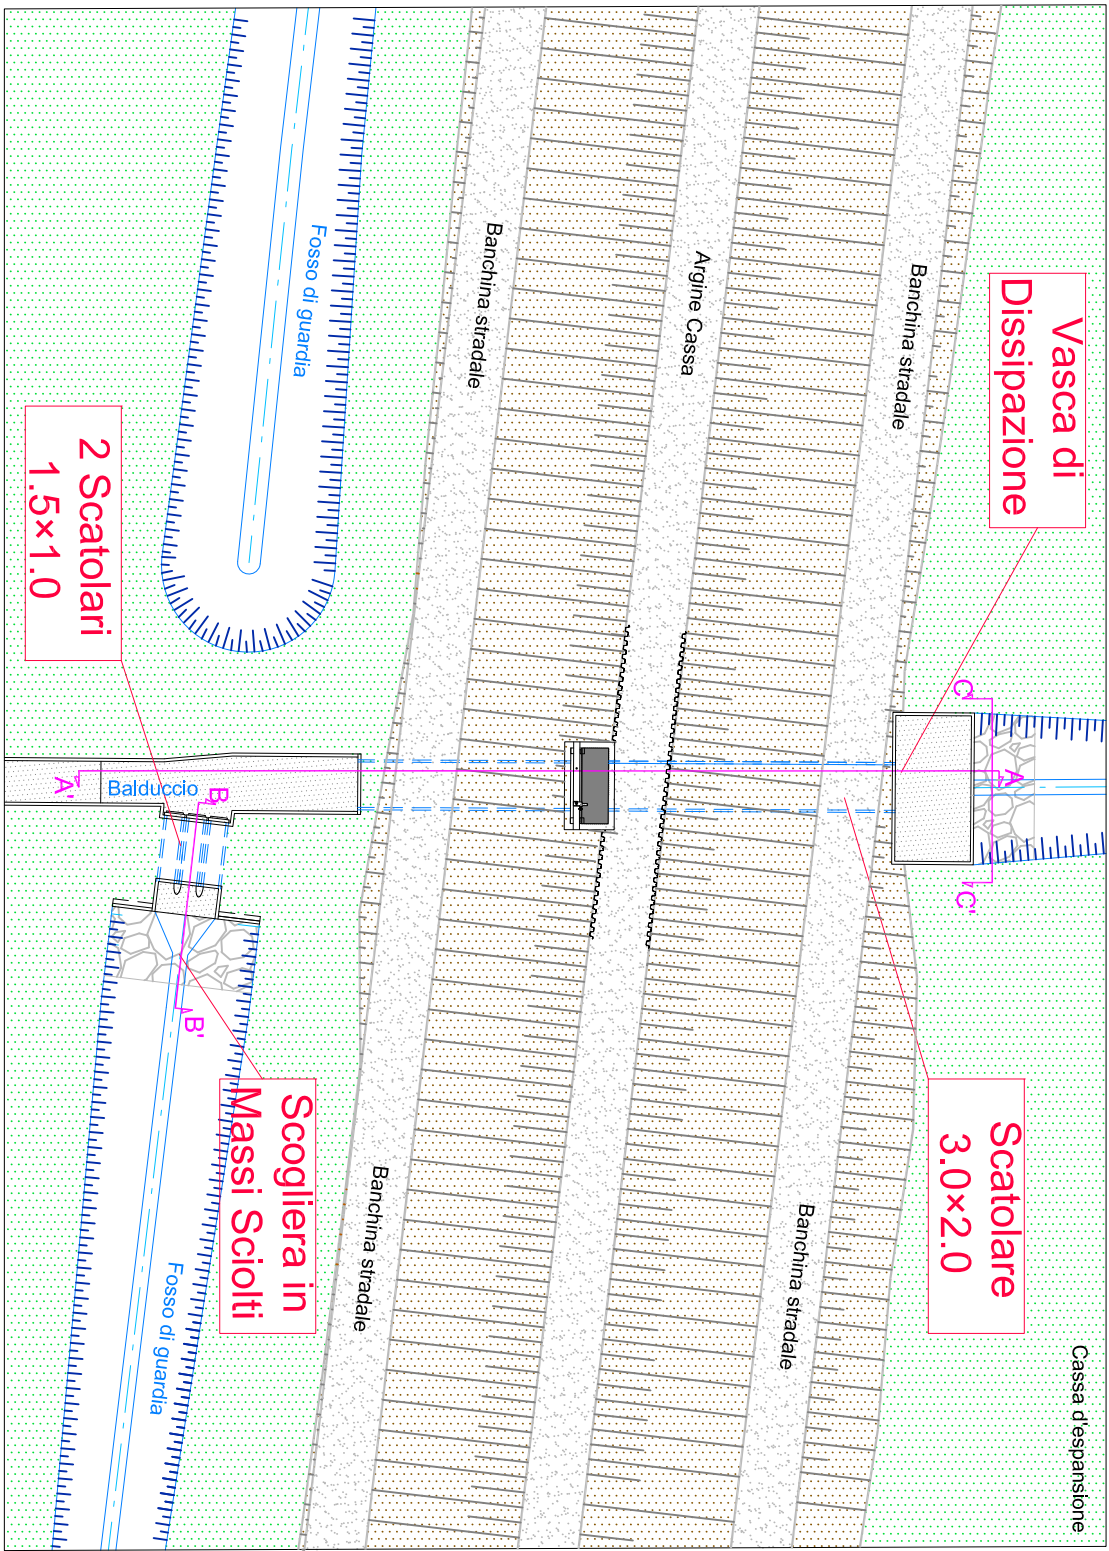 Cassa d'espansione
Vasca di
Dissipazione
Scatolare
3.0×2.0
C
C'
A
Banchina stradale
Banchina stradale
Argine Cassa
Banchina stradale
Banchina stradale
Fosso di guardia
2 Scatolari
1.5×1.0
Scogliera in
Massi Sciolti
Balduccio
A'
B
B'
Fosso di guardia